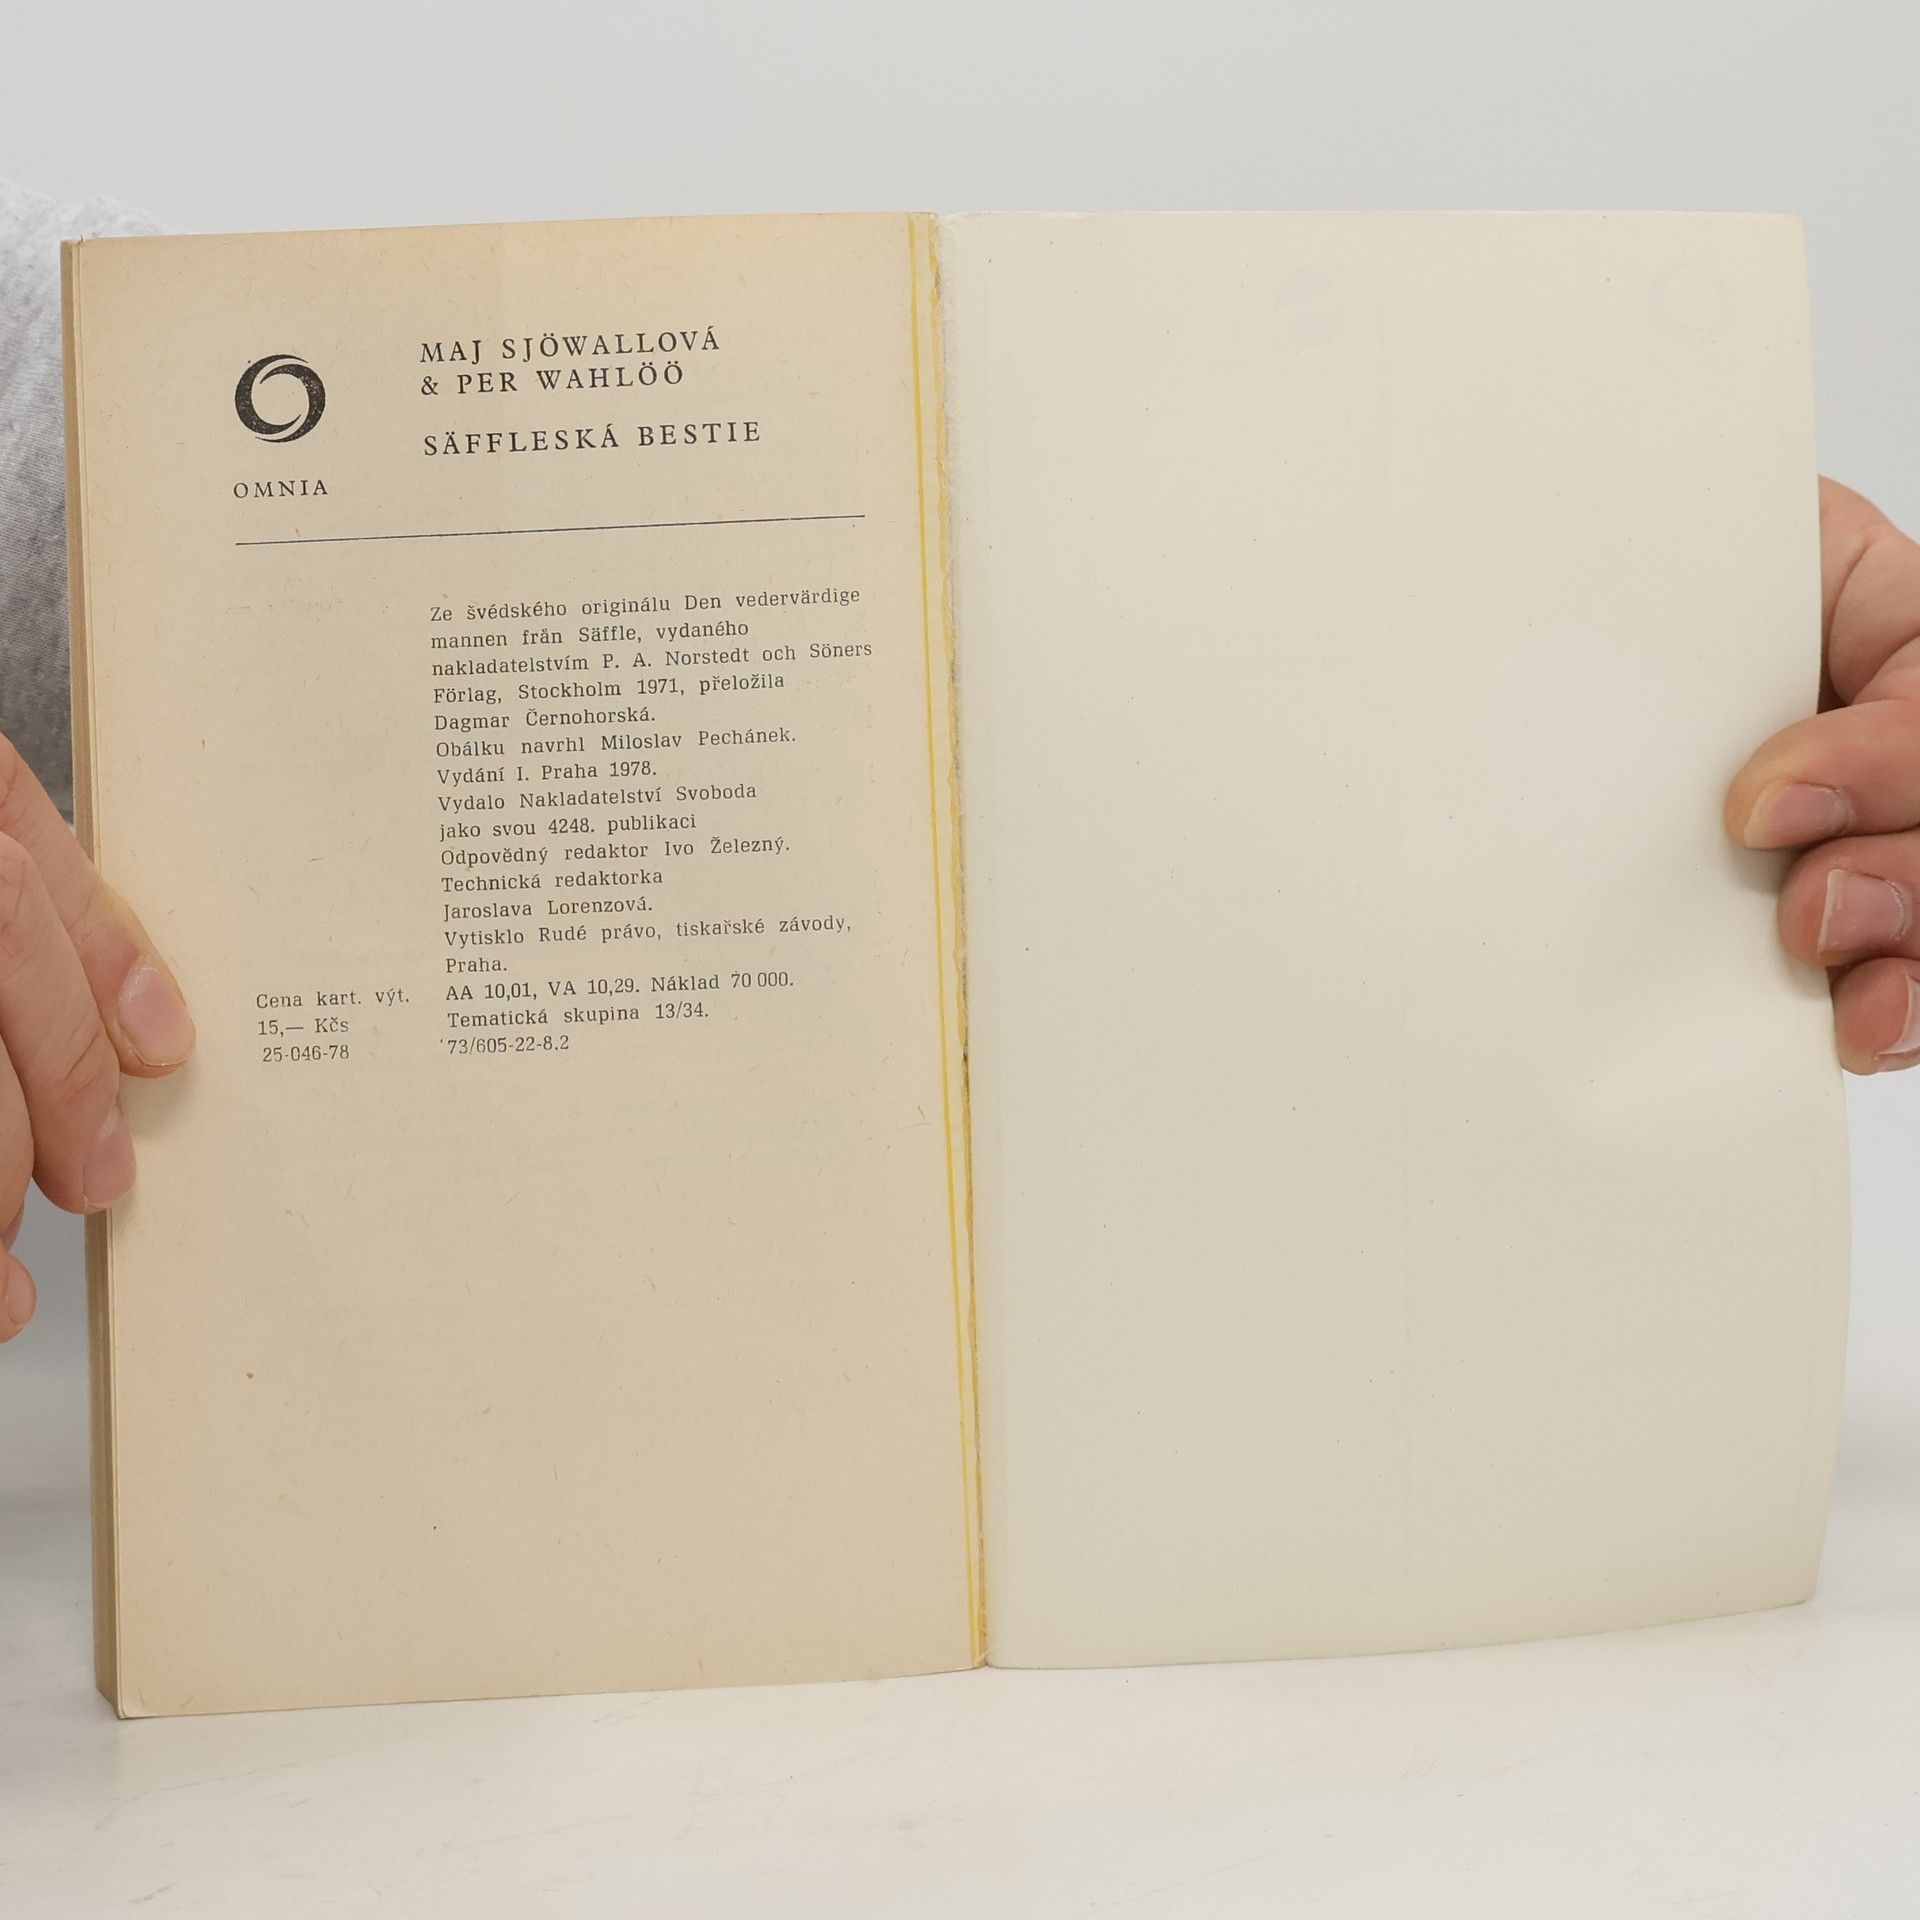 MAJ SJÖWALLOVÁ
& PER WAHLÖÖ
SÄFFLESKÁ BESTIE
OMNIA
Ze švédského originálu Den vedervärdige
mannen från Säffle, vydaného
nakladatelstvím P. A. Norstedt och Söners
Förlag, Stockholm 1971, přeložila
Dagmar Černohorská.
Obálku navrhl Miloslav Pechánek.
Vydání I. Praha 1978.
Vydalo Nakladatelství Svoboda
jako svou 4248. publikaci
Odpovědný redaktor Ivo Železný.
Technická redaktorka
Jaroslava Lorenzová.
Vytisklo Rudé právo, tiskařské závody,
Praha.
Cena kart. výt. AA 10,01, VA 10,29. Náklad 70 000.
15,— Kčs Tematická skupina 13/34.
25-046-78 73/605-22-8.2